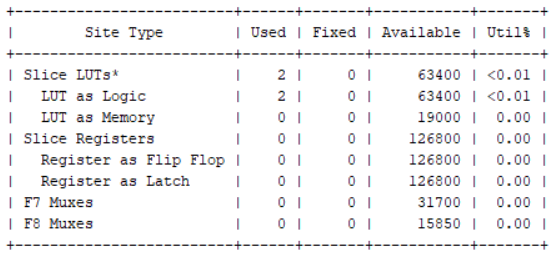 +----------------------------+------+-------+-----------+-------+
|          Site Type         | Used | Fixed | Available | Util% |
+----------------------------+------+-------+-----------+-------+
| Slice LUTs*                |    2 |     0 |     63400 | <0.01 |
|   LUT as Logic             |    2 |     0 |     63400 | <0.01 |
|   LUT as Memory            |    0 |     0 |     19000 |  0.00 |
| Slice Registers            |    0 |     0 |    126800 |  0.00 |
|   Register as Flip Flop    |    0 |     0 |    126800 |  0.00 |
|   Register as Latch        |    0 |     0 |    126800 |  0.00 |
| F7 Muxes                   |    0 |     0 |     31700 |  0.00 |
| F8 Muxes                   |    0 |     0 |     15850 |  0.00 |
+----------------------------+------+-------+-----------+-------+